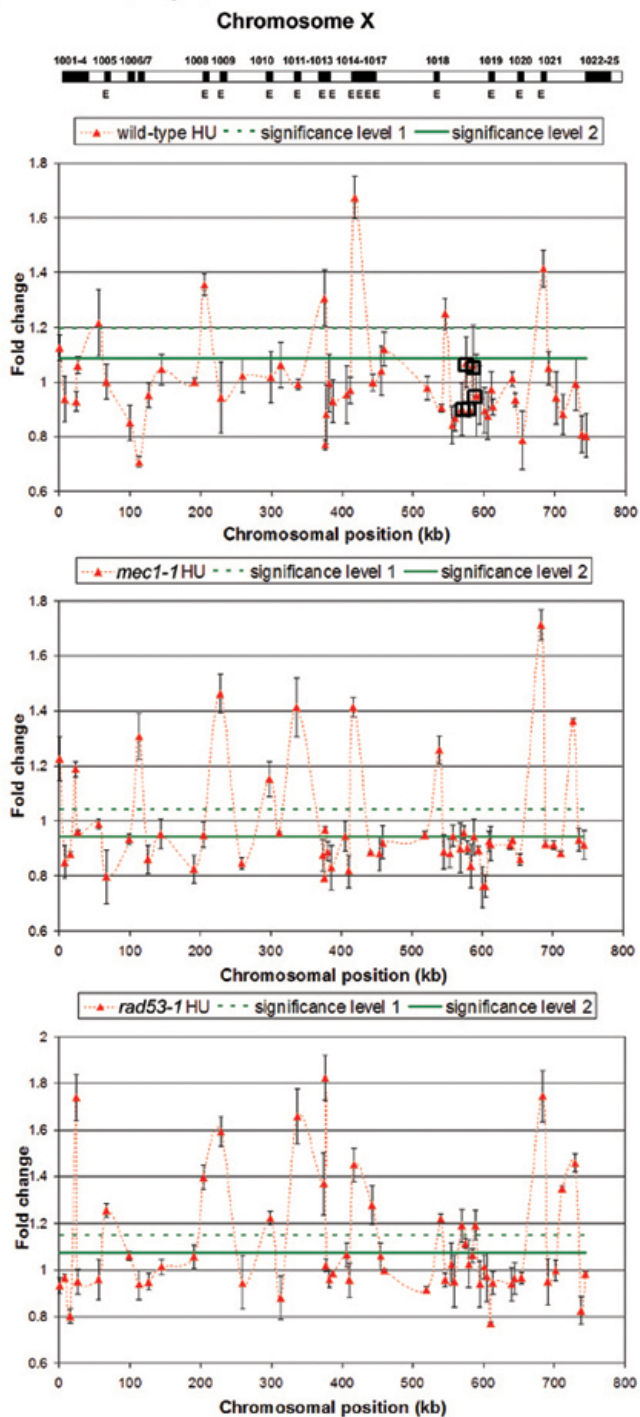 Chromosome X
1001-4 1005 1006/7 1008 1009 1010 1011-1013 1014-1017 1018 1019 1020 1021 1022-25
E E E E E E E E E E E E E E E
wild-type HU significance level 1 significance level 2
Fold change
1.8
1.6
1.4
1.2
1
0.8
0.6
0 100 200 300 400 500 600 700 800
Chromosomal position (kb)
mec1-1 HU significance level 1 significance level 2
Fold change
1.8
1.6
1.4
1.2
1
0.8
0.6
0 100 200 300 400 500 600 700 800
Chromosomal position (kb)
rad53-1 HU significance level 1 significance level 2
Fold change
2
1.8
1.6
1.4
1.2
1
0.8
0.6
0 100 200 300 400 500 600 700 800
Chromosomal position (kb)